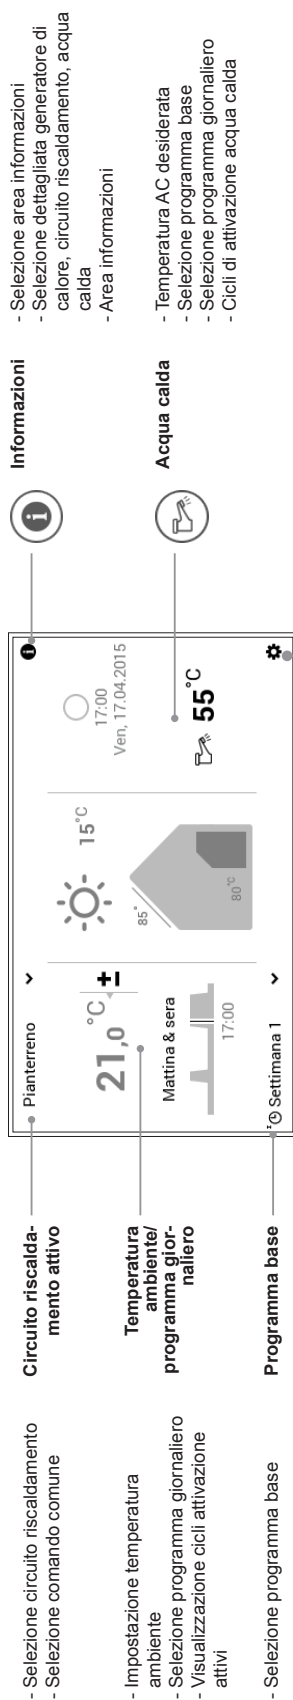 - Selezione circuito riscaldamento
- Selezione comando comune
Circuito riscalda-
mento attivo
- Impostazione temperatura
ambiente
- Selezione programma giornaliero
- Visualizzazione cicli attivazione
attivi
Temperatura
ambiente/
programma gior-
naliero
- Selezione programma base
Programma base
Pianterreno
21,0 °C ±
Mattina & sera
17:00
Settimana 1
15°C
85°
80°C
17:00
Ven, 17.04.2015
55°C
i
Informazioni
- Selezione area informazioni
- Selezione dettagliata generatore di
calore, circuito riscaldamento, acqua
calda
- Area informazioni
Acqua calda
- Temperatura AC desiderata
- Selezione programma base
- Selezione programma giornaliero
- Cicli di attivazione acqua calda